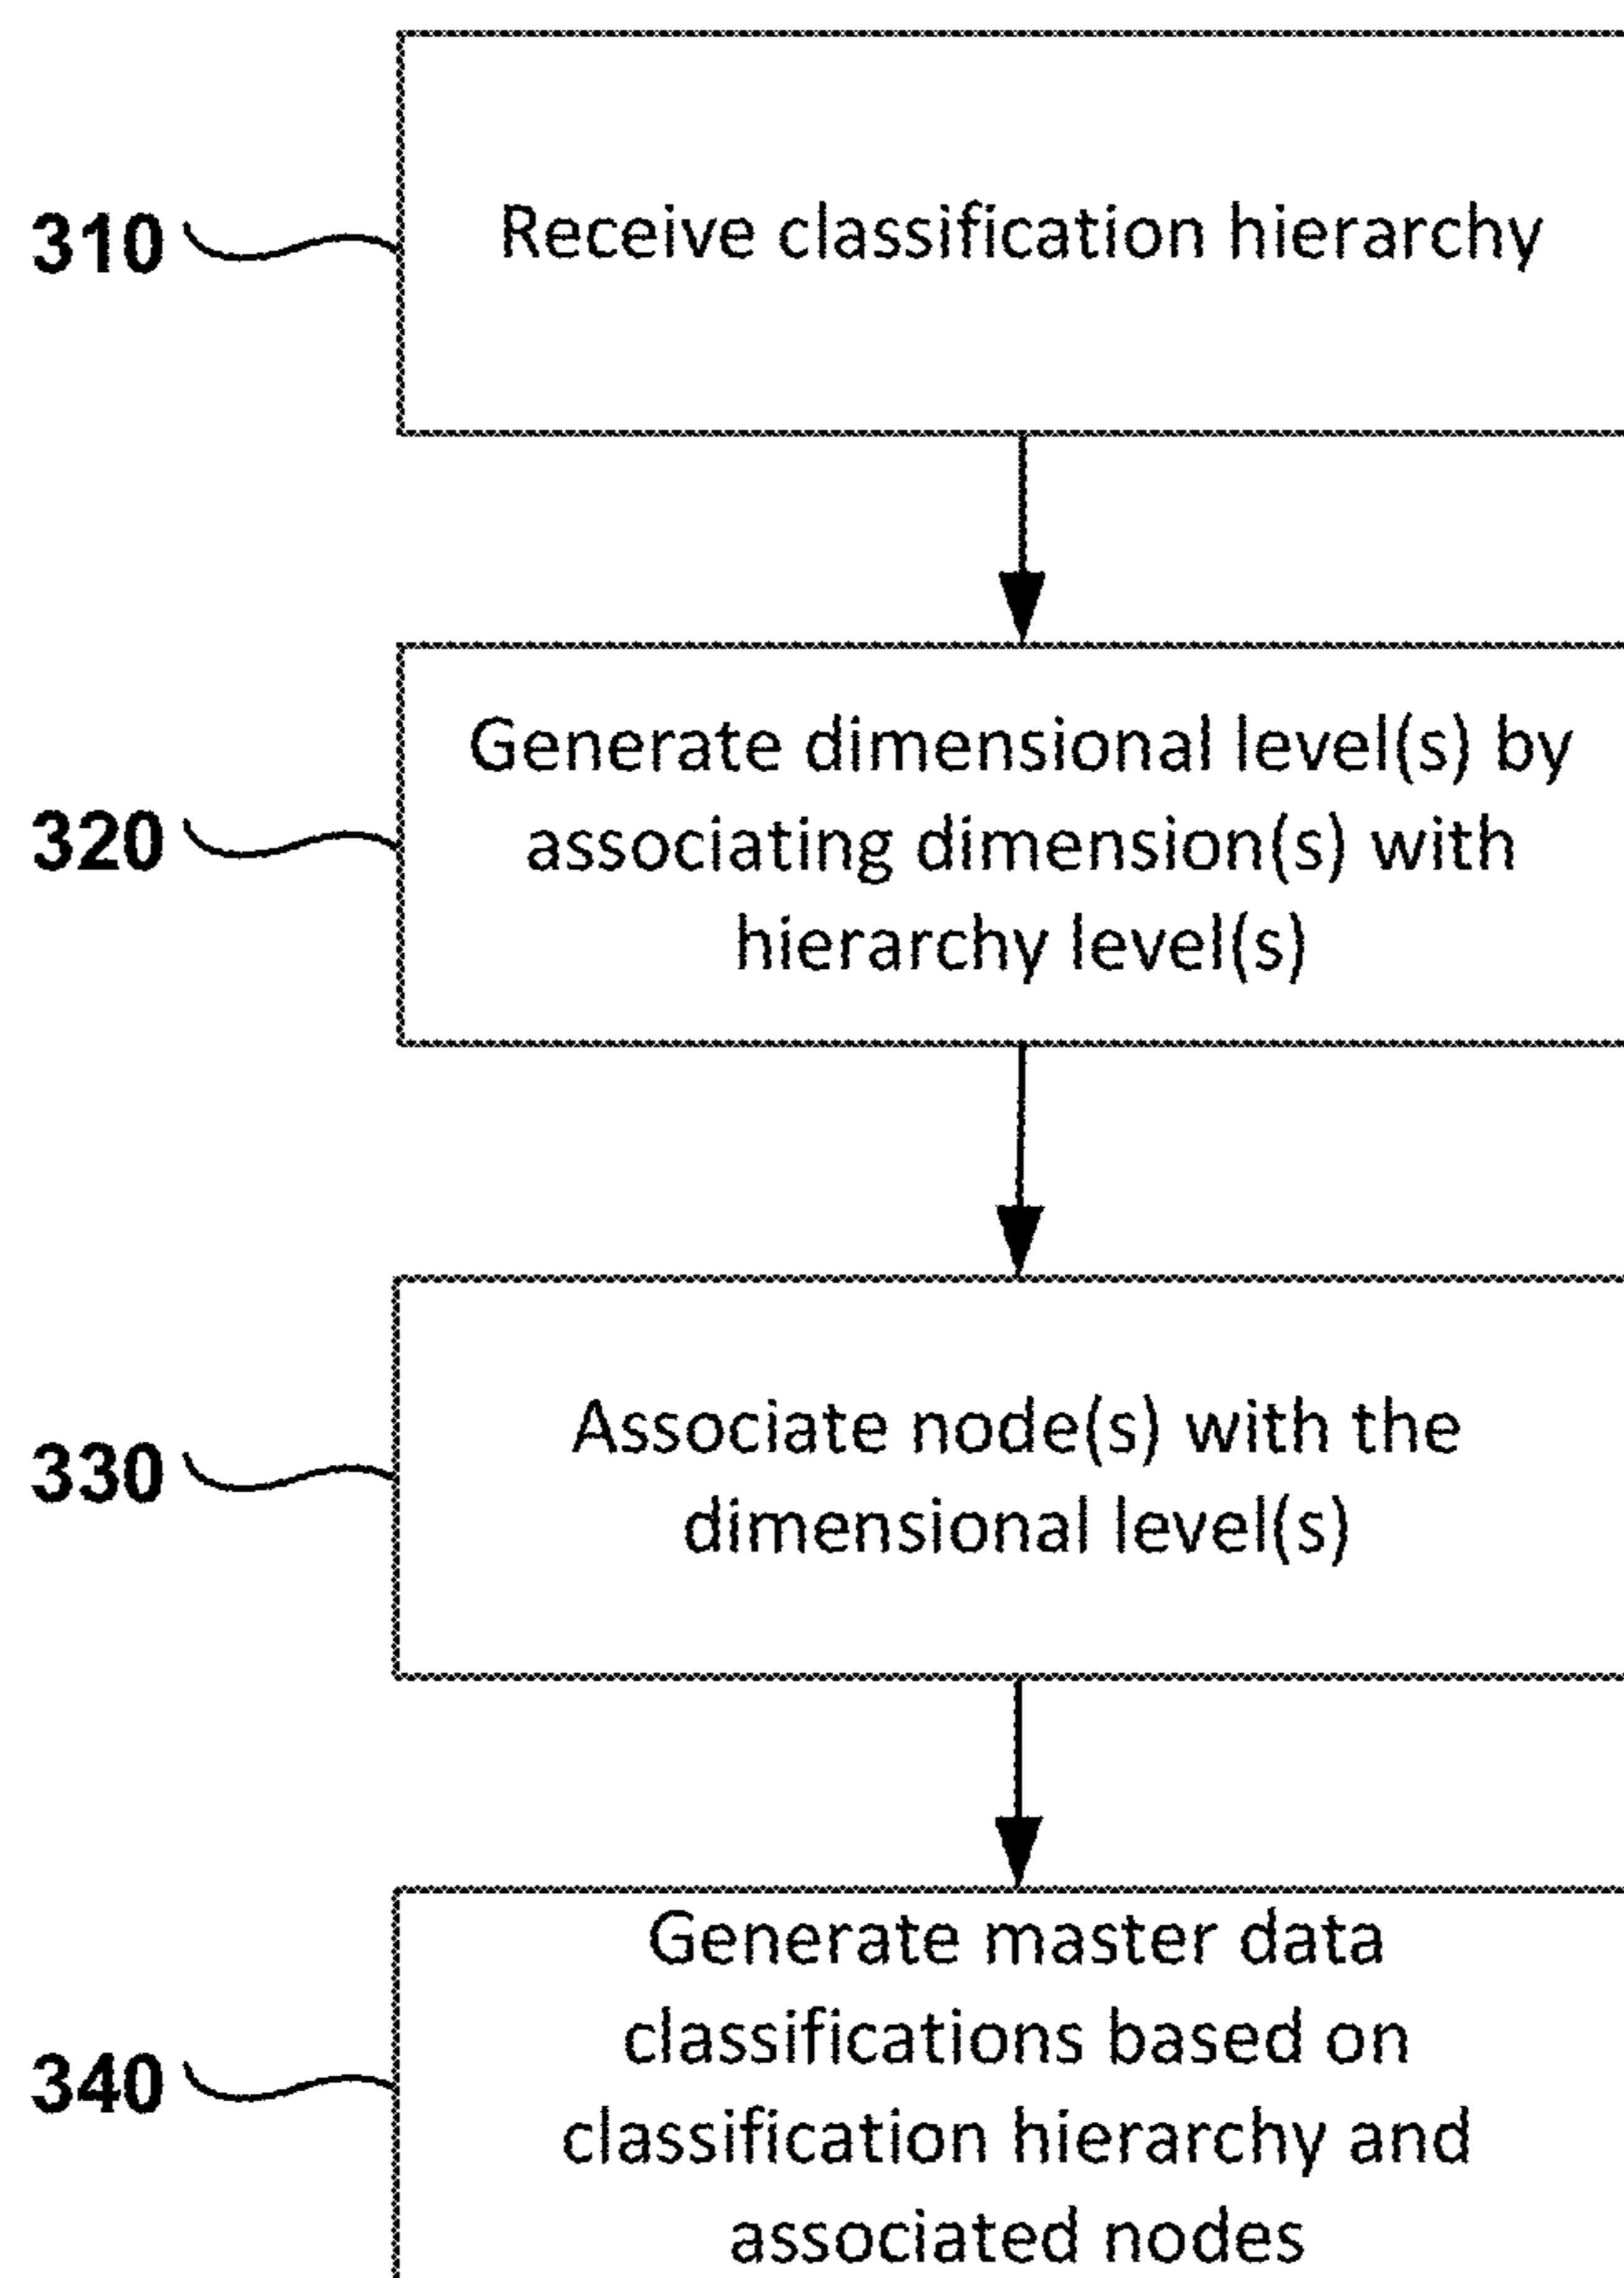 310
Receive classification hierarchy
Generate dimensional level(s) by
320
associating dimension(s) with
hierarchy level(s)
Associate node(s) with the
330
dimensional level(s)
Generate master data
classifications based on
340
classification hierarchy and
associated nodes